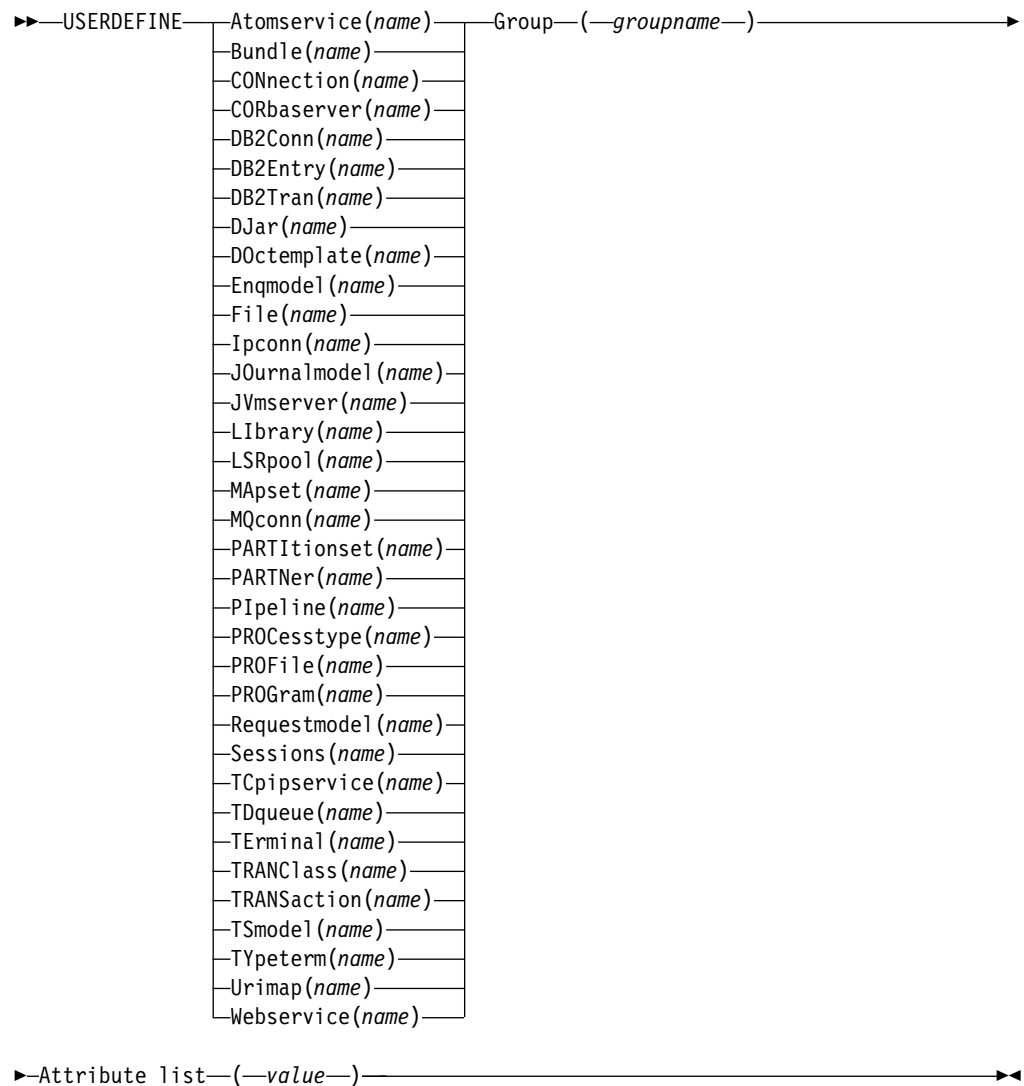 USERDEFINE Atomservice(name) Group ( groupname )
Bundle(name)
CONnection(name)
CORbaserver(name)
DB2Conn(name)
DB2Entry(name)
DB2Tran(name)
DJar(name)
DOctemplate(name)
Enqmodel(name)
File(name)
Ipconn(name)
JOurnalmodel(name)
JVmserver(name)
LIbrary(name)
LSRpool(name)
MApset(name)
MQconn(name)
PARTItionset(name)
PARTNer(name)
PIpeline(name)
PROCesstype(name)
PROFile(name)
PROGram(name)
Requestmodel(name)
Sessions(name)
TCpipservice(name)
TDqueue(name)
TErminal(name)
TRANClass(name)
TRANSaction(name)
TSmodel(name)
TYpeterm(name)
Urimap(name)
Webservice(name)
Attribute list ( value )